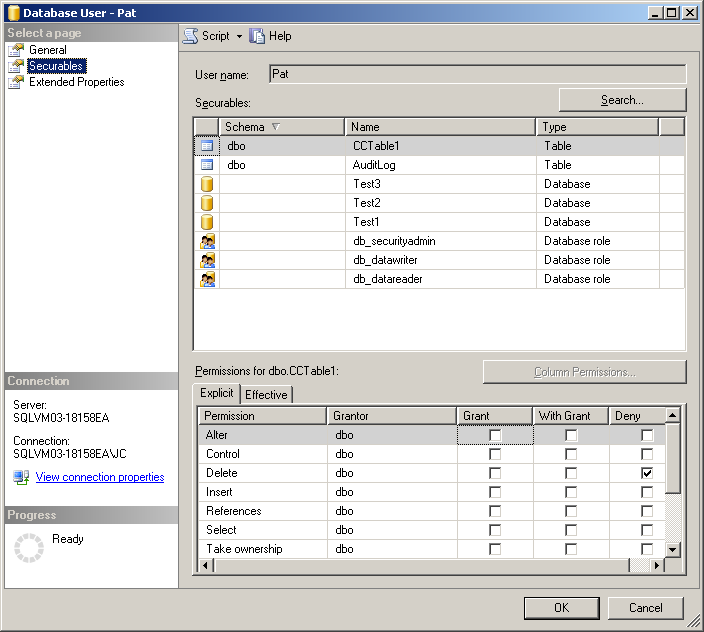 Database User - Pat
Select a page
General
Securables
Extended Properties
Script Help
User name: Pat
Securables: Search...
Schema Name Type
dbo CCTable1 Table
dbo AuditLog Table
Test3 Database
Test2 Database
Test1 Database
db_securityadmin Database role
db_datawriter Database role
db_datareader Database role
Connection
Server:
SQLVM03-18158EA
Connection:
SQLVM03-18158EA\JC
View connection properties
Progress
Ready
Permissions for dbo.CCTable1: Column Permissions...
Explicit Effective
Permission Grantor Grant With Grant Deny
Alter dbo
Control dbo
Delete dbo
Insert dbo
References dbo
Select dbo
Take ownership dbo
OK Cancel